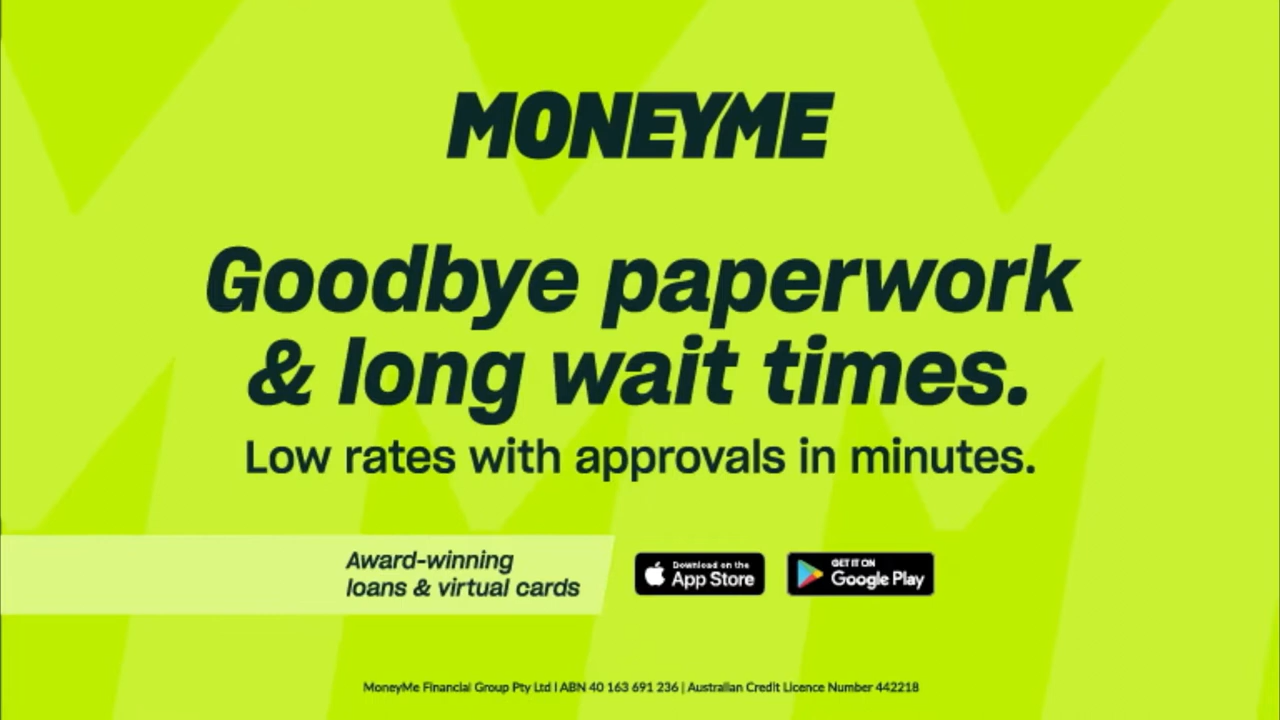 MONEYME
Goodbye paperwork
& long wait times.
Low rates with approvals in minutes.
Award-winning
loans & virtual cards
Download on the
App Store
GET IT ON
Google Play
MoneyMe Financial Group Pty Ltd | ABN 40 163 691 236 | Australian Credit Licence Number 442218